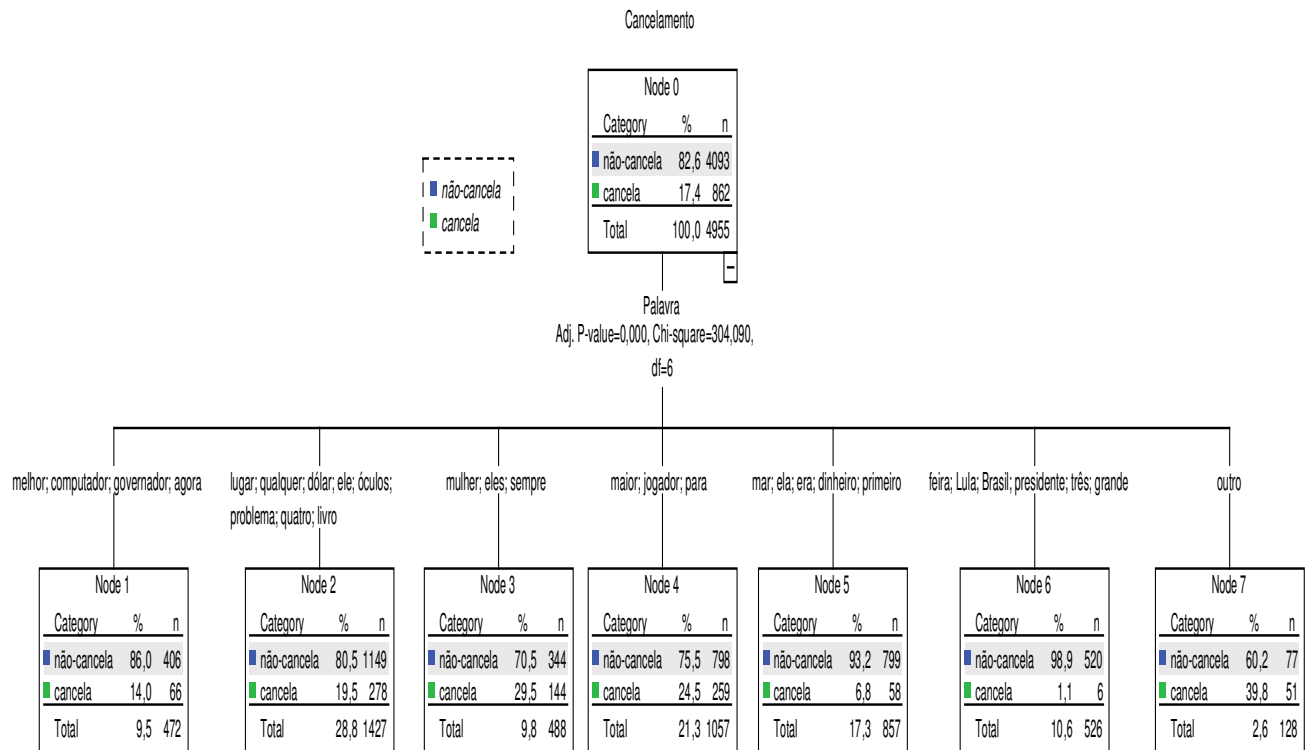 Cancelamento
Node 0
Category % n
não-cancela 82,6 4093
cancela 17,4 862
Total 100,0 4955
não-cancela
cancela
Palavra
Adj. P-value=0,000, Chi-square=304,090,
df=6
melhor; computador; governador; agora
lugar; qualquer; dólar; ele; óculos;
problema; quatro; livro
mulher; eles; sempre
maior; jogador; para
mar; ela; era; dinheiro; primeiro
feira; Lula; Brasil; presidente; três; grande
outro
Node 1
Category % n
não-cancela 86,0 406
cancela 14,0 66
Total 9,5 472
Node 2
Category % n
não-cancela 80,5 1149
cancela 19,5 278
Total 28,8 1427
Node 3
Category % n
não-cancela 70,5 344
cancela 29,5 144
Total 9,8 488
Node 4
Category % n
não-cancela 75,5 798
cancela 24,5 259
Total 21,3 1057
Node 5
Category % n
não-cancela 93,2 799
cancela 6,8 58
Total 17,3 857
Node 6
Category % n
não-cancela 98,9 520
cancela 1,1 6
Total 10,6 526
Node 7
Category % n
não-cancela 60,2 77
cancela 39,8 51
Total 2,6 128